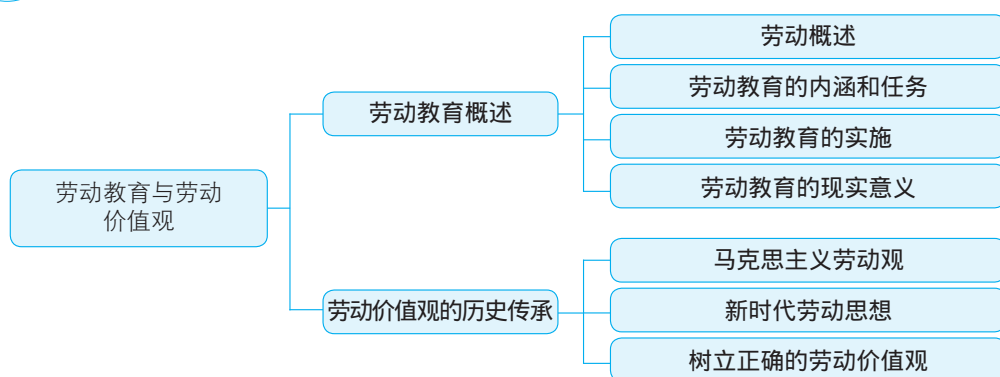 劳动教育与劳动
价值观
劳动教育概述
劳动概述
劳动教育的内涵和任务
劳动教育的实施
劳动教育的现实意义
劳动价值观的历史传承
马克思主义劳动观
新时代劳动思想
树立正确的劳动价值观